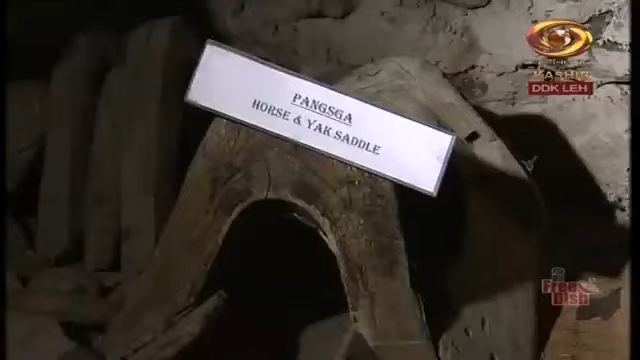 PANGSGA
HORSE & YAK SADDLE
KASHIR
DDK LEH
Free
Dish